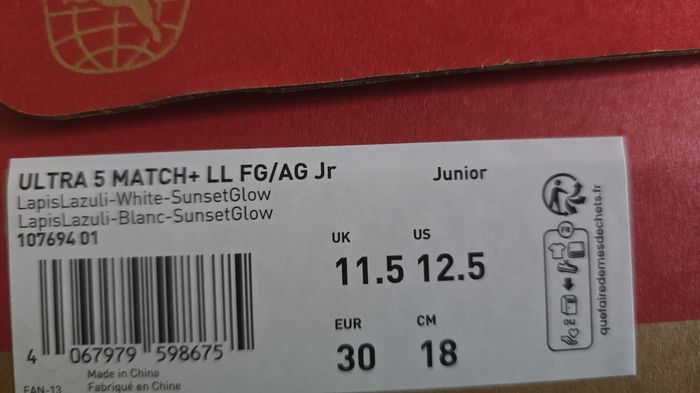 ULTRA 5 MATCH+ LL FG/AG Jr
Junior
LapisLazuli-White-SunsetGlow
LapisLazuli-Blanc-SunsetGlow
107694 01
UK
US
11.5
12.5
EUR
CM
30
18
4 067979 598675
Made in China
EAN-13
Fabriqué en Chine
FR
quefairedemesdechets.fr